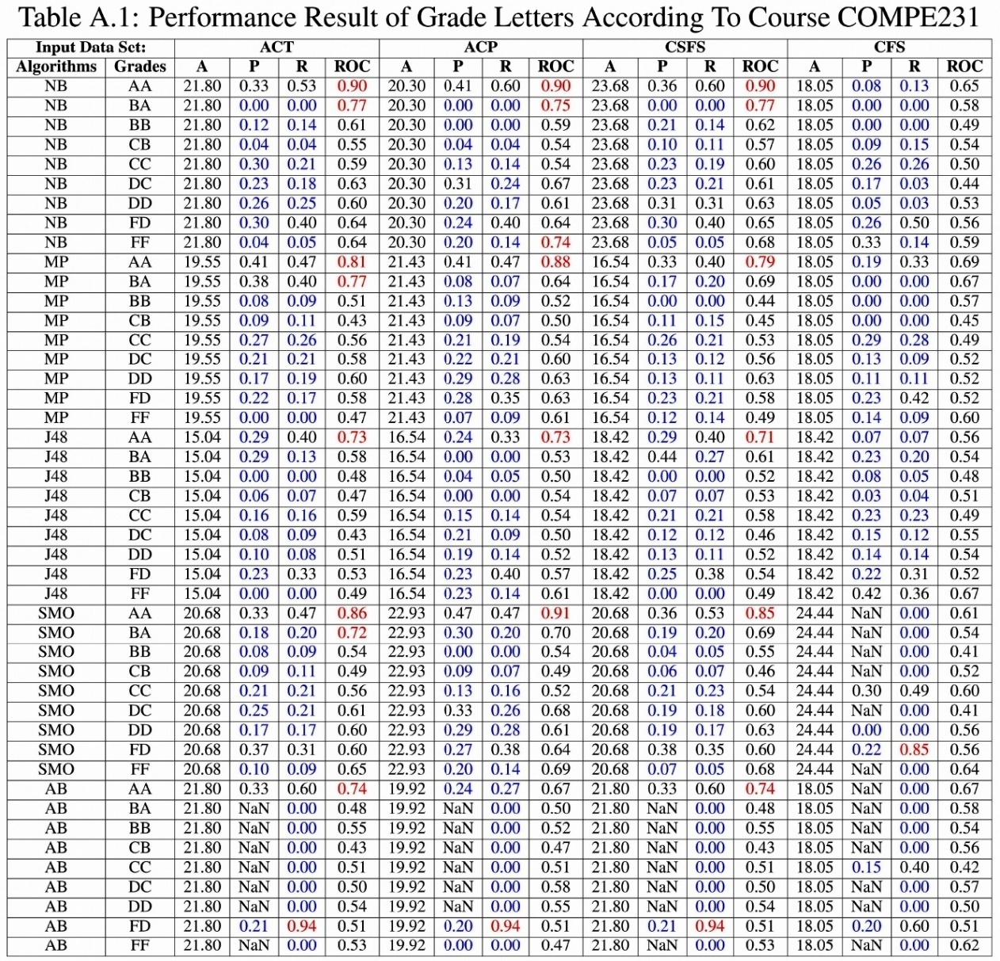 Table A.1: Performance Result of Grade Letters According To Course COMPE231
Input Data Set: ACT ACP CSFS CFS
Algorithms Grades A P R ROC A P R ROC A P R ROC A P R ROC
NB AA 21.80 0.33 0.53 0.90 20.30 0.41 0.60 0.90 23.68 0.36 0.60 0.90 18.05 0.08 0.13 0.65
NB BA 21.80 0.00 0.00 0.77 20.30 0.00 0.00 0.75 23.68 0.00 0.00 0.77 18.05 0.00 0.00 0.58
NB BB 21.80 0.12 0.14 0.61 20.30 0.00 0.00 0.59 23.68 0.21 0.14 0.62 18.05 0.00 0.00 0.49
NB CB 21.80 0.04 0.04 0.55 20.30 0.04 0.04 0.54 23.68 0.10 0.11 0.57 18.05 0.09 0.15 0.54
NB CC 21.80 0.30 0.21 0.59 20.30 0.13 0.14 0.54 23.68 0.23 0.19 0.60 18.05 0.26 0.26 0.50
NB DC 21.80 0.23 0.18 0.63 20.30 0.31 0.24 0.67 23.68 0.23 0.21 0.61 18.05 0.17 0.03 0.44
NB DD 21.80 0.26 0.25 0.60 20.30 0.20 0.17 0.61 23.68 0.31 0.31 0.63 18.05 0.05 0.03 0.53
NB FD 21.80 0.30 0.40 0.64 20.30 0.24 0.40 0.64 23.68 0.30 0.40 0.65 18.05 0.26 0.50 0.56
NB FF 21.80 0.04 0.05 0.64 20.30 0.20 0.14 0.74 23.68 0.05 0.05 0.68 18.05 0.33 0.14 0.59
MP AA 19.55 0.41 0.47 0.81 21.43 0.41 0.47 0.88 16.54 0.33 0.40 0.79 18.05 0.19 0.33 0.69
MP BA 19.55 0.38 0.40 0.77 21.43 0.08 0.07 0.64 16.54 0.17 0.20 0.69 18.05 0.00 0.00 0.67
MP BB 19.55 0.08 0.09 0.51 21.43 0.13 0.09 0.52 16.54 0.00 0.00 0.44 18.05 0.00 0.00 0.57
MP CB 19.55 0.09 0.11 0.43 21.43 0.09 0.07 0.50 16.54 0.11 0.15 0.45 18.05 0.00 0.00 0.45
MP CC 19.55 0.27 0.26 0.56 21.43 0.21 0.19 0.54 16.54 0.26 0.21 0.53 18.05 0.29 0.28 0.49
MP DC 19.55 0.21 0.21 0.58 21.43 0.22 0.21 0.60 16.54 0.13 0.12 0.56 18.05 0.13 0.09 0.52
MP DD 19.55 0.17 0.19 0.60 21.43 0.29 0.28 0.63 16.54 0.13 0.11 0.63 18.05 0.11 0.11 0.52
MP FD 19.55 0.22 0.17 0.58 21.43 0.28 0.35 0.63 16.54 0.23 0.21 0.58 18.05 0.23 0.42 0.52
MP FF 19.55 0.00 0.00 0.47 21.43 0.07 0.09 0.61 16.54 0.12 0.14 0.49 18.05 0.14 0.09 0.60
J48 AA 15.04 0.29 0.40 0.73 16.54 0.24 0.33 0.73 18.42 0.29 0.40 0.71 18.42 0.07 0.07 0.56
J48 BA 15.04 0.29 0.13 0.58 16.54 0.00 0.00 0.53 18.42 0.44 0.27 0.61 18.42 0.23 0.20 0.54
J48 BB 15.04 0.00 0.00 0.48 16.54 0.04 0.05 0.50 18.42 0.00 0.00 0.52 18.42 0.08 0.05 0.48
J48 CB 15.04 0.06 0.07 0.47 16.54 0.00 0.00 0.54 18.42 0.07 0.07 0.53 18.42 0.03 0.04 0.51
J48 CC 15.04 0.16 0.16 0.59 16.54 0.15 0.14 0.54 18.42 0.21 0.21 0.58 18.42 0.23 0.23 0.49
J48 DC 15.04 0.08 0.09 0.43 16.54 0.21 0.09 0.50 18.42 0.12 0.12 0.46 18.42 0.15 0.12 0.55
J48 DD 15.04 0.10 0.08 0.51 16.54 0.19 0.14 0.52 18.42 0.13 0.11 0.52 18.42 0.14 0.14 0.54
J48 FD 15.04 0.23 0.33 0.53 16.54 0.23 0.40 0.57 18.42 0.25 0.38 0.54 18.42 0.22 0.31 0.52
J48 FF 15.04 0.00 0.00 0.49 16.54 0.23 0.14 0.61 18.42 0.00 0.00 0.49 18.42 0.42 0.36 0.67
SMO AA 20.68 0.33 0.47 0.86 22.93 0.47 0.47 0.91 20.68 0.36 0.53 0.85 24.44 NaN 0.00 0.61
SMO BA 20.68 0.18 0.20 0.72 22.93 0.30 0.20 0.70 20.68 0.19 0.20 0.69 24.44 NaN 0.00 0.54
SMO BB 20.68 0.08 0.09 0.54 22.93 0.00 0.00 0.54 20.68 0.04 0.05 0.55 24.44 NaN 0.00 0.41
SMO CB 20.68 0.09 0.11 0.49 22.93 0.09 0.07 0.49 20.68 0.06 0.07 0.46 24.44 NaN 0.00 0.52
SMO CC 20.68 0.21 0.21 0.56 22.93 0.13 0.16 0.52 20.68 0.21 0.23 0.54 24.44 0.30 0.49 0.60
SMO DC 20.68 0.25 0.21 0.61 22.93 0.33 0.26 0.68 20.68 0.19 0.18 0.60 24.44 NaN 0.00 0.41
SMO DD 20.68 0.17 0.17 0.60 22.93 0.29 0.28 0.61 20.68 0.19 0.17 0.63 24.44 0.00 0.00 0.56
SMO FD 20.68 0.37 0.31 0.60 22.93 0.27 0.38 0.64 20.68 0.38 0.35 0.60 24.44 0.22 0.85 0.56
SMO FF 20.68 0.10 0.09 0.65 22.93 0.20 0.14 0.69 20.68 0.07 0.05 0.68 24.44 NaN 0.00 0.64
AB AA 21.80 0.33 0.60 0.74 19.92 0.24 0.27 0.67 21.80 0.33 0.60 0.74 18.05 NaN 0.00 0.67
AB BA 21.80 NaN 0.00 0.48 19.92 NaN 0.00 0.50 21.80 NaN 0.00 0.48 18.05 NaN 0.00 0.58
AB BB 21.80 NaN 0.00 0.55 19.92 NaN 0.00 0.52 21.80 NaN 0.00 0.55 18.05 NaN 0.00 0.54
AB CB 21.80 NaN 0.00 0.43 19.92 NaN 0.00 0.47 21.80 NaN 0.00 0.43 18.05 NaN 0.00 0.56
AB CC 21.80 NaN 0.00 0.51 19.92 NaN 0.00 0.51 21.80 NaN 0.00 0.51 18.05 0.15 0.40 0.42
AB DC 21.80 NaN 0.00 0.50 19.92 NaN 0.00 0.58 21.80 NaN 0.00 0.50 18.05 NaN 0.00 0.57
AB DD 21.80 NaN 0.00 0.54 19.92 NaN 0.00 0.55 21.80 NaN 0.00 0.54 18.05 NaN 0.00 0.50
AB FD 21.80 0.21 0.94 0.51 19.92 0.20 0.94 0.51 21.80 0.21 0.94 0.51 18.05 0.20 0.60 0.51
AB FF 21.80 NaN 0.00 0.53 19.92 0.00 0.00 0.47 21.80 NaN 0.00 0.53 18.05 NaN 0.00 0.62